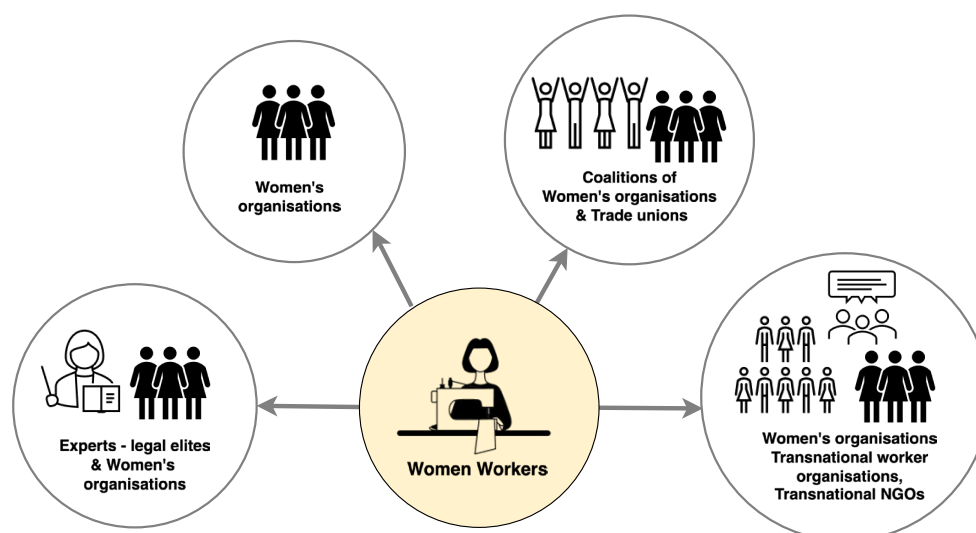 Women's
organisations
Coalitions of
Women's organisations
& Trade unions
Experts - legal elites
& Women's
organisations
Women Workers
Women's organisations
Transnational worker
organisations,
Transnational NGOs